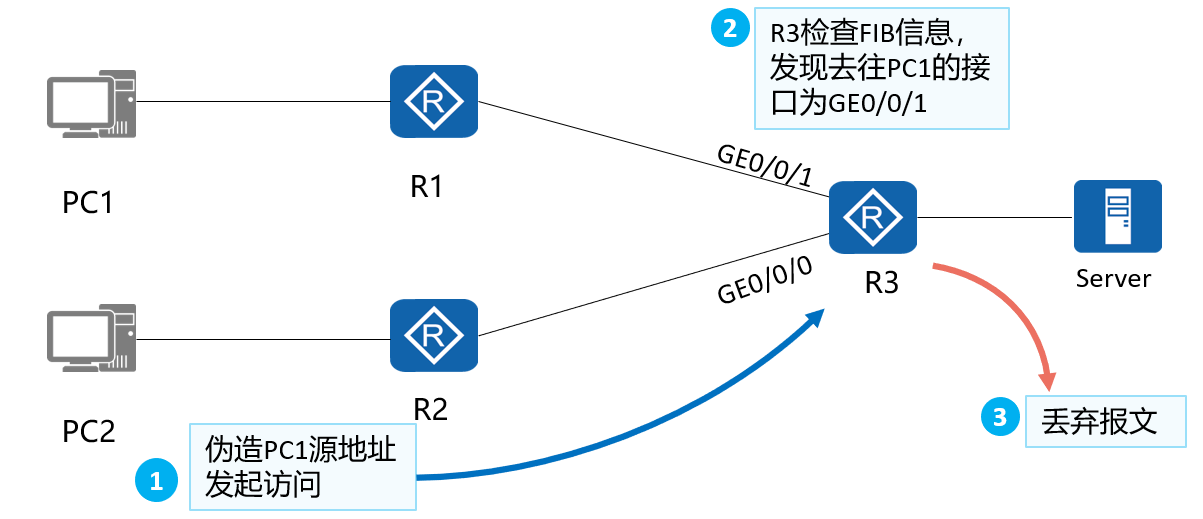 2
R3检查FIB信息，
发现去往PC1的接
口为GE0/0/1
R
PC1
R1
GE0/0/1
R
R3
Server
GE0/0/0
R
PC2
R2
1
伪造PC1源地址
发起访问
3
丢弃报文